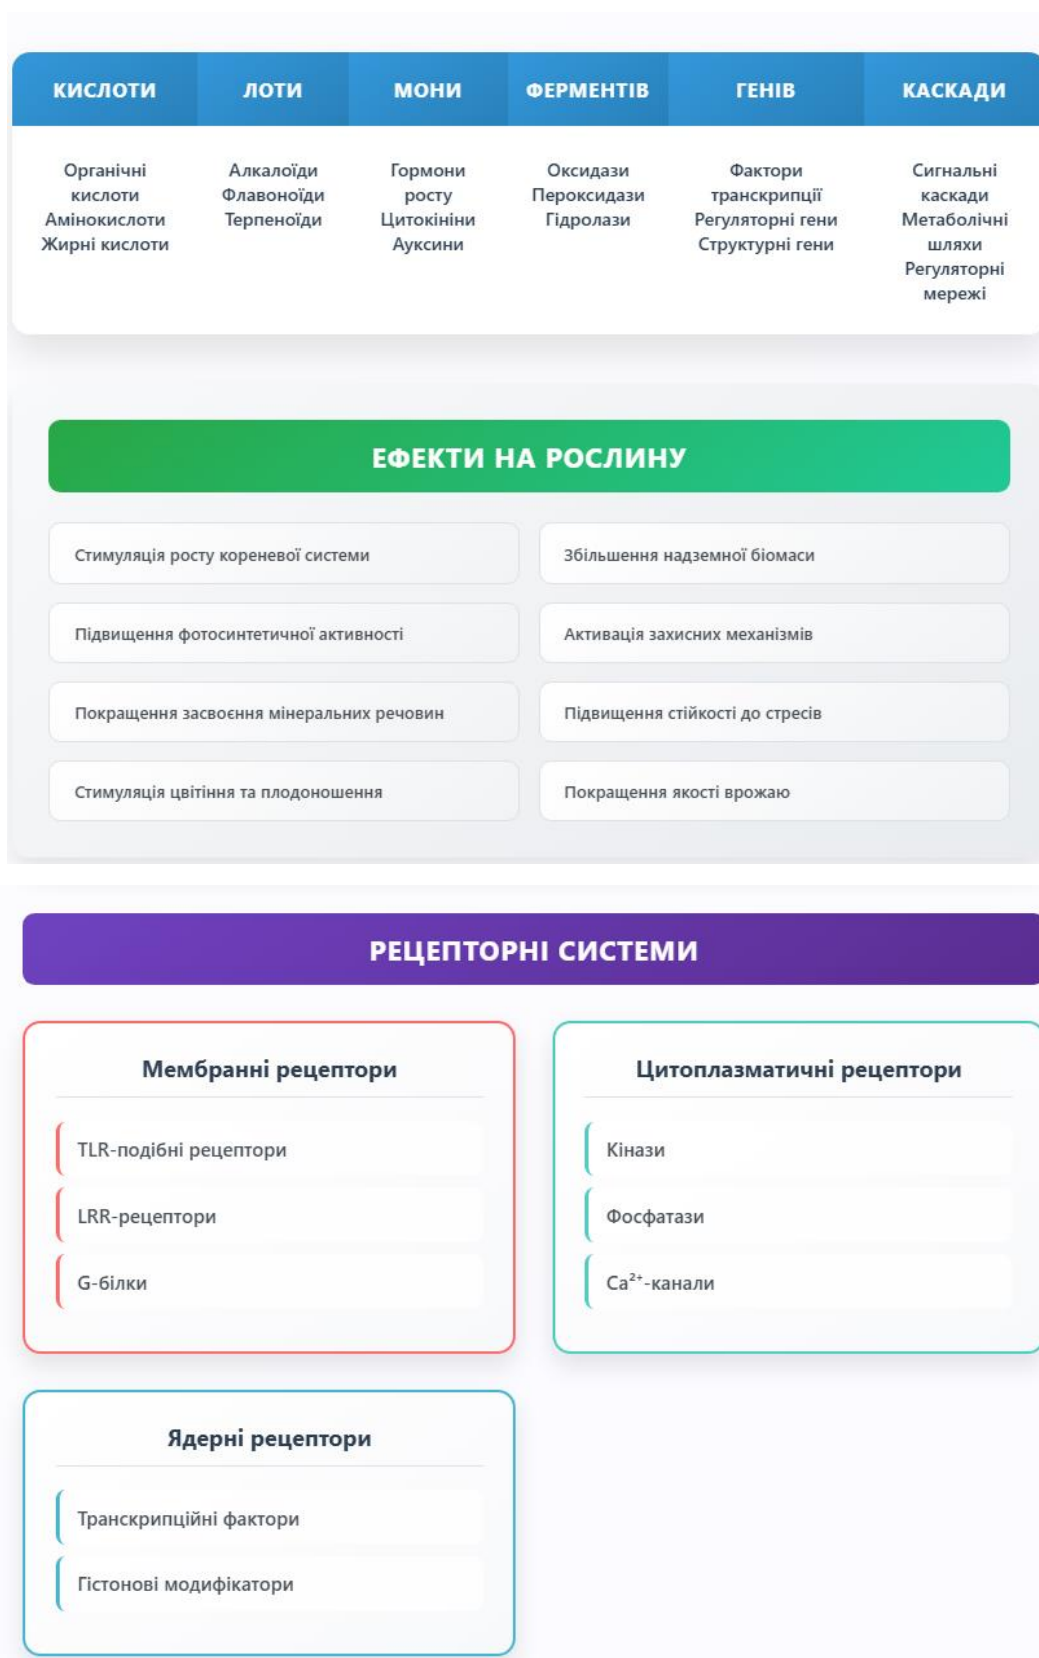 КИСЛОТИ ЛОТИ МОНИ ФЕРМЕНТІВ ГЕНІВ КАСКАДИ
Органічні
кислоти
Амінокислоти
Жирні кислоти
Алкалоїди
Флавоноїди
Терпеноїди
Гормони
росту
Цитокініни
Ауксини
Оксидази
Пероксидази
Гідролази
Фактори
транскрипції
Регуляторні гени
Структурні гени
Сигнальні
каскади
Метаболічні
шляхи
Регуляторні
мережі
ЕФЕКТИ НА РОСЛИНУ
Стимуляція росту кореневої системи
Збільшення надземної біомаси
Підвищення фотосинтетичної активності
Активація захисних механізмів
Покращення засвоєння мінеральних речовин
Підвищення стійкості до стресів
Стимуляція цвітіння та плодоношення
Покращення якості врожаю
РЕЦЕПТОРНІ СИСТЕМИ
Мембранні рецептори
TLR-подібні рецептори
LRR-рецептори
G-білки
Цитоплазматичні рецептори
Кінази
Фосфатази
Ca²⁺-канали
Ядерні рецептори
Транскрипційні фактори
Гістонові модифікатори